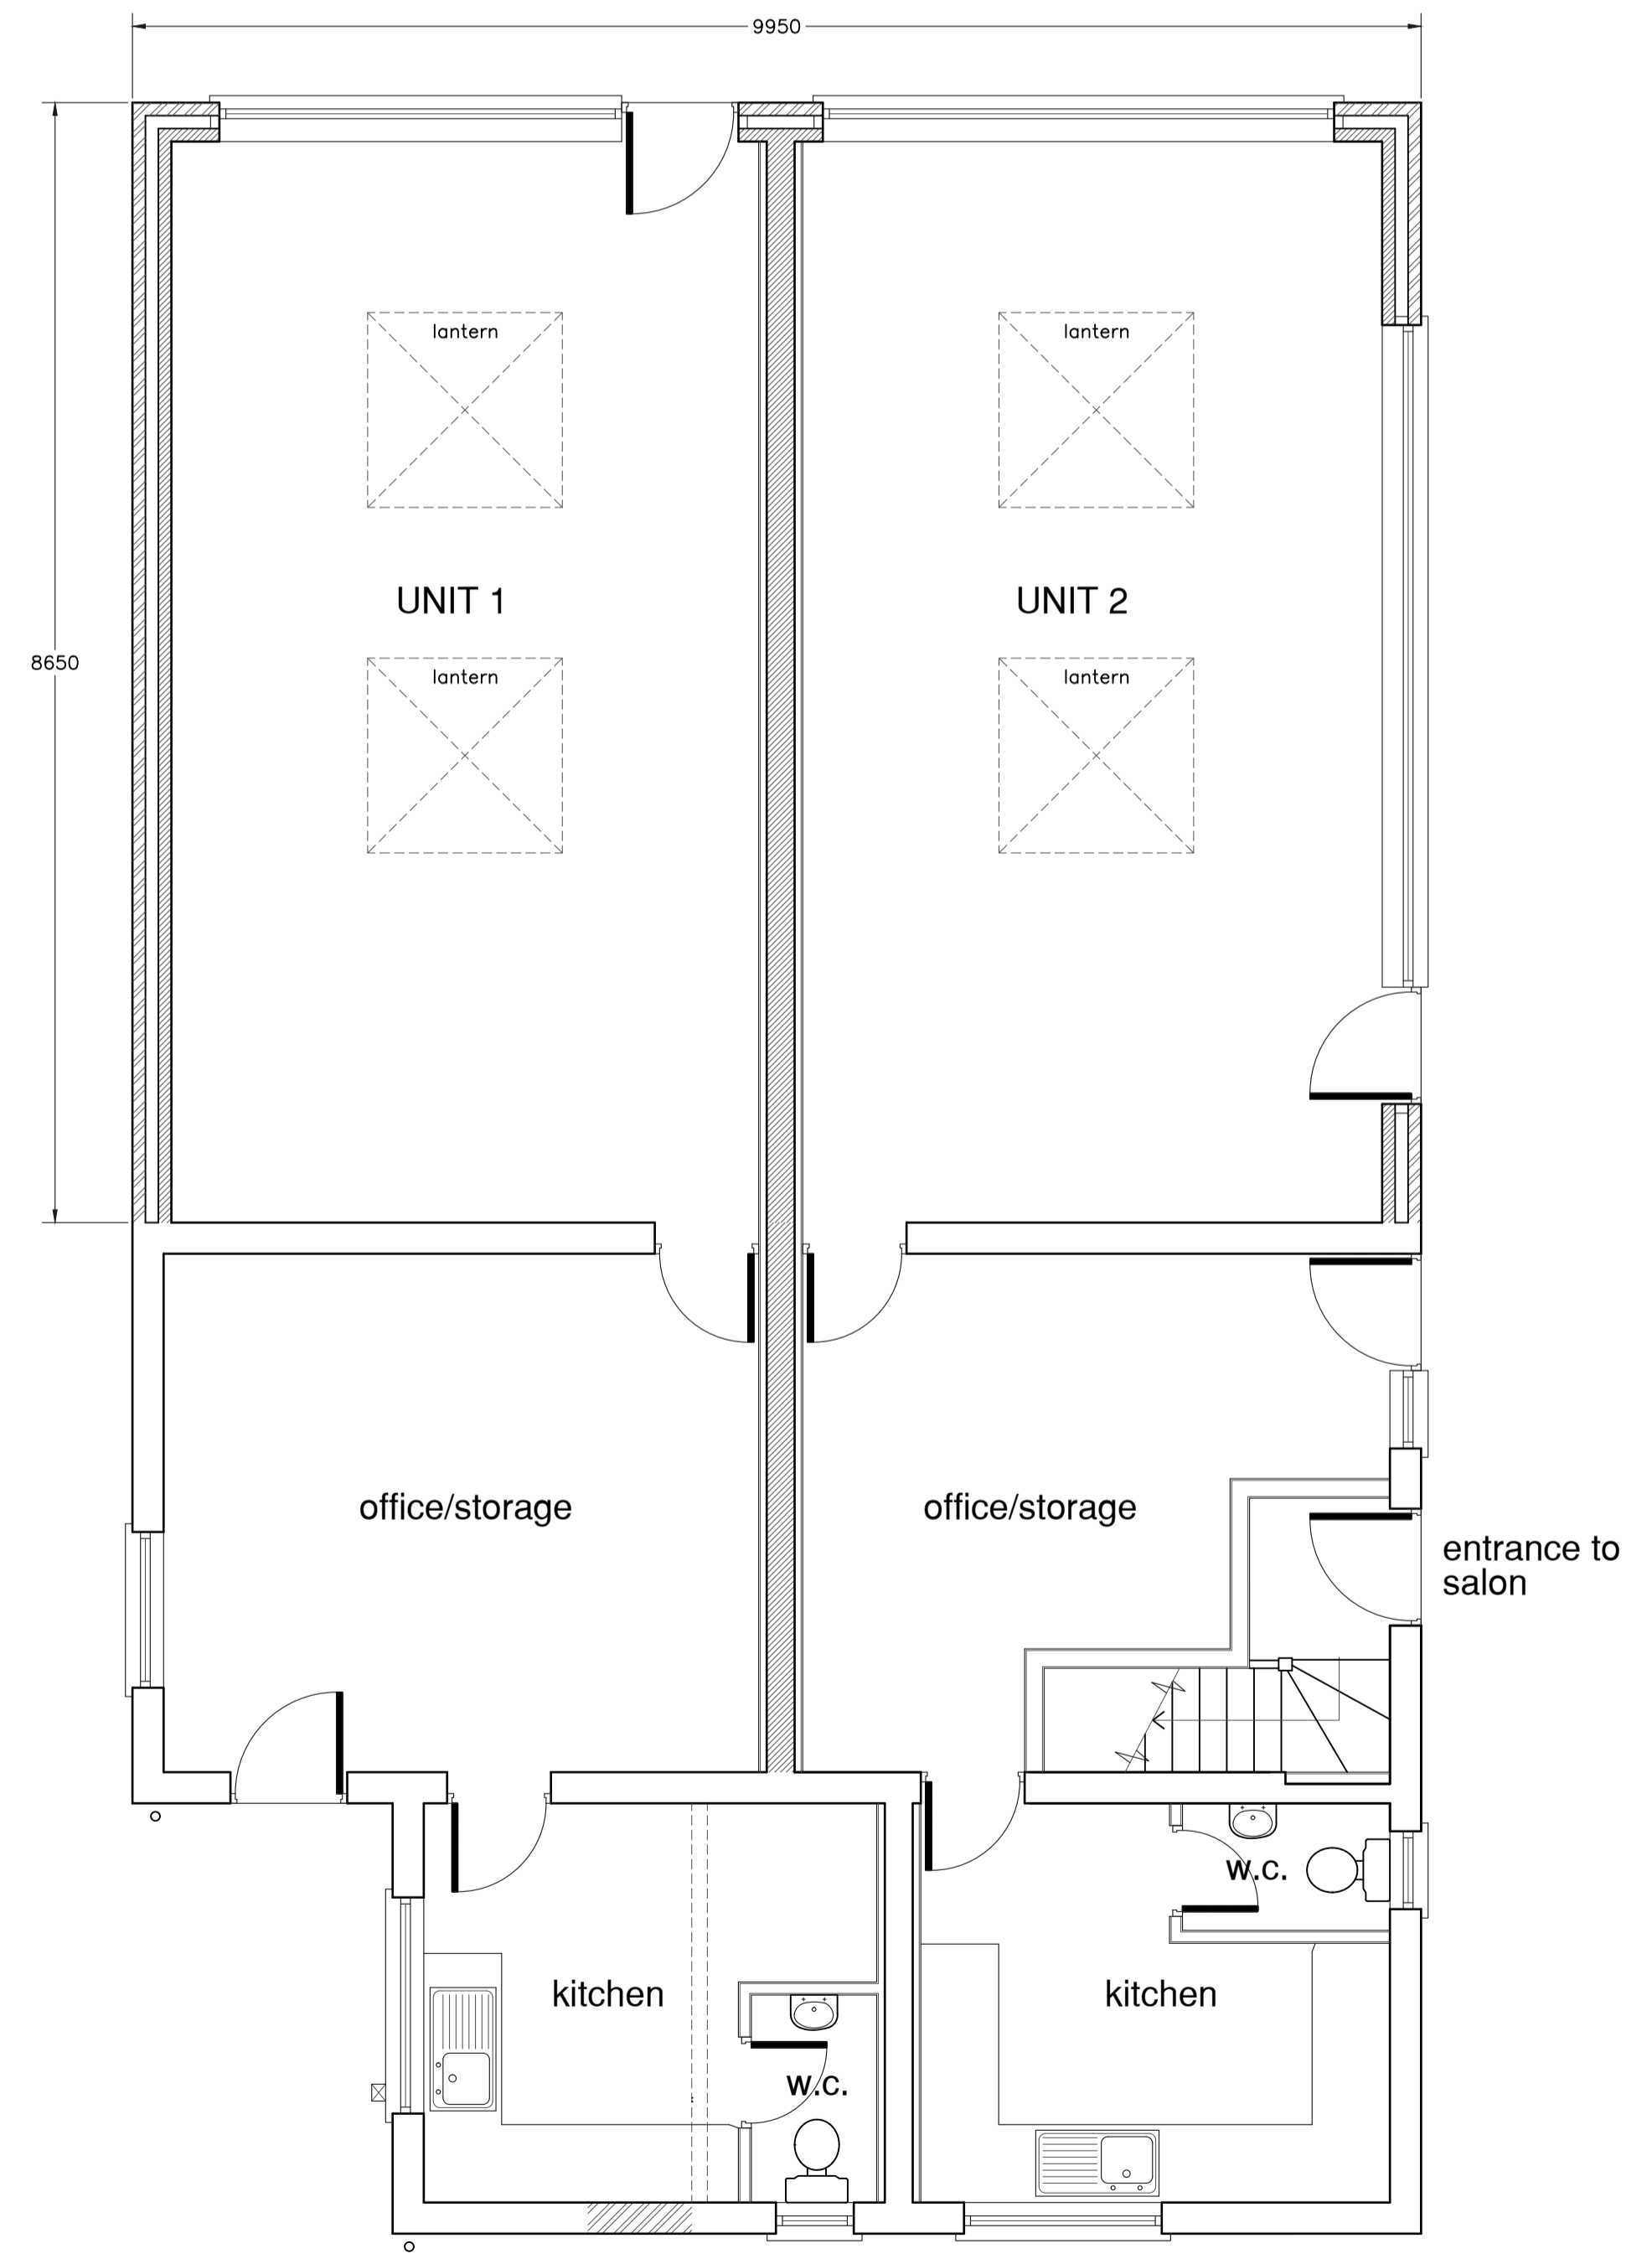 9950
lantern
lantern
UNIT 1
UNIT 2
8650
lantern
lantern
office/storage
office/storage
entrance to
salon
w.c.
kitchen
kitchen
w.c.